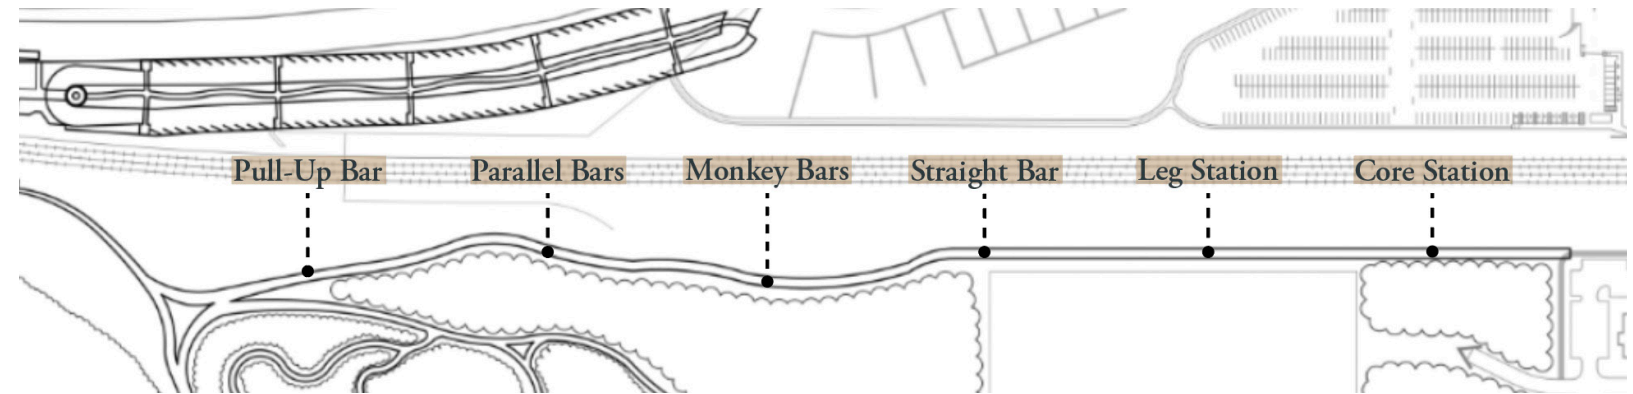 Pull-Up Bar
Parallel Bars
Monkey Bars
Straight Bar
Leg Station
Core Station